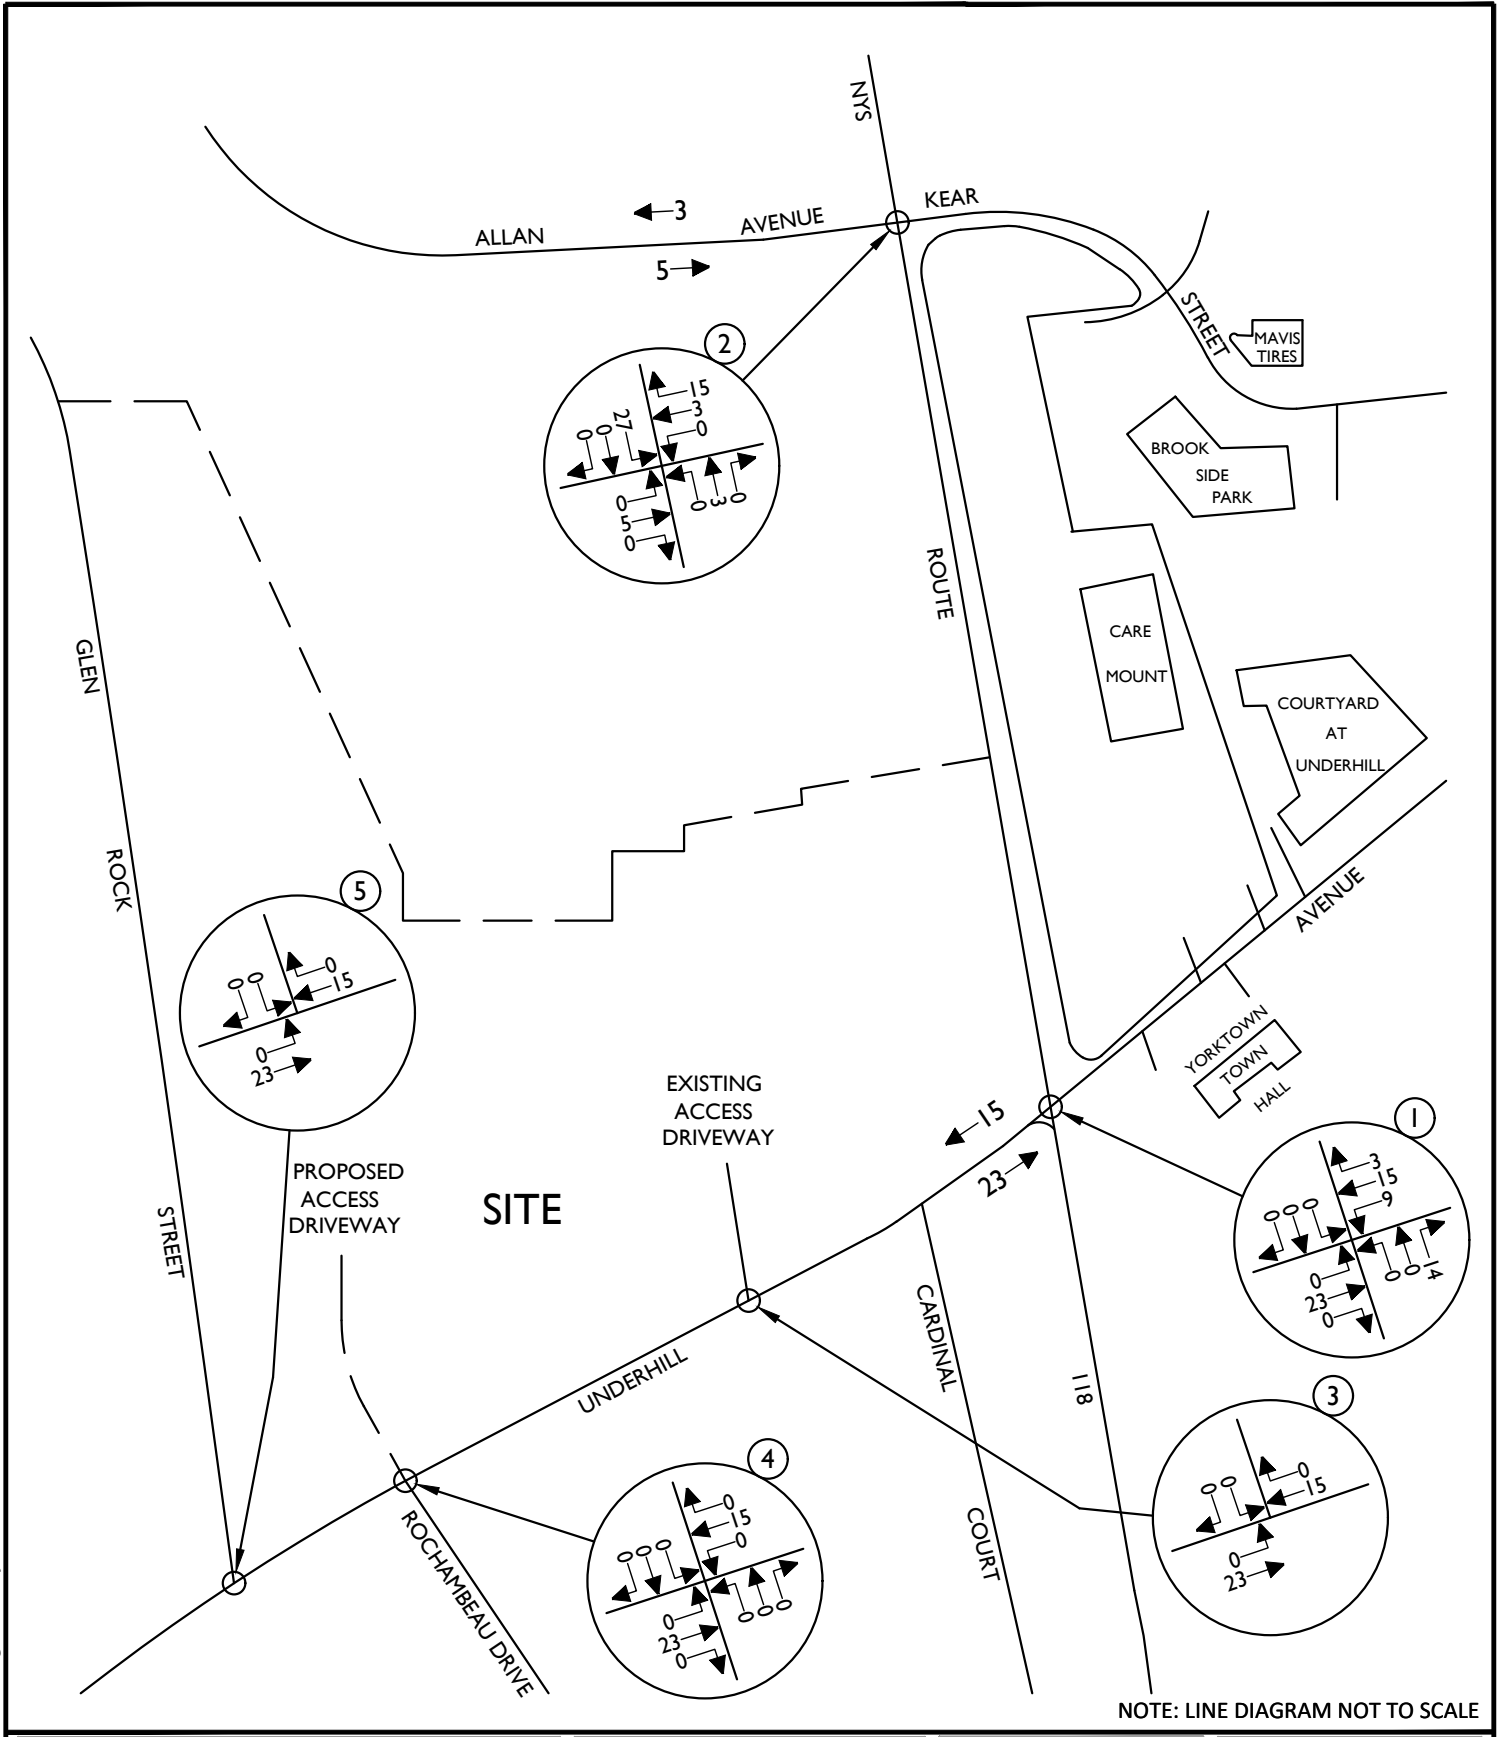 NYS
KEAR
3
ALLAN AVENUE
5
STREET
MAVIS
TIRES
2
15
3
0
0
0
27
0
5
0
0
3
0
BROOK
SIDE
PARK
ROUTE
CARE
MOUNT
COURTYARD
AT
UNDERHILL
GLEN
ROCK
STREET
AVENUE
5
0
15
0
0
0
23
YORKTOWN
TOWN
HALL
EXISTING
ACCESS
DRIVEWAY
15
23
1
3
15
9
0
0
0
0
23
0
0
0
14
PROPOSED
ACCESS
DRIVEWAY
SITE
CARDINAL
COURT
118
UNDERHILL
3
0
15
0
0
0
23
4
0
15
0
0
0
0
0
23
0
0
0
0
ROCHAMBEAU DRIVE
NOTE: LINE DIAGRAM NOT TO SCALE